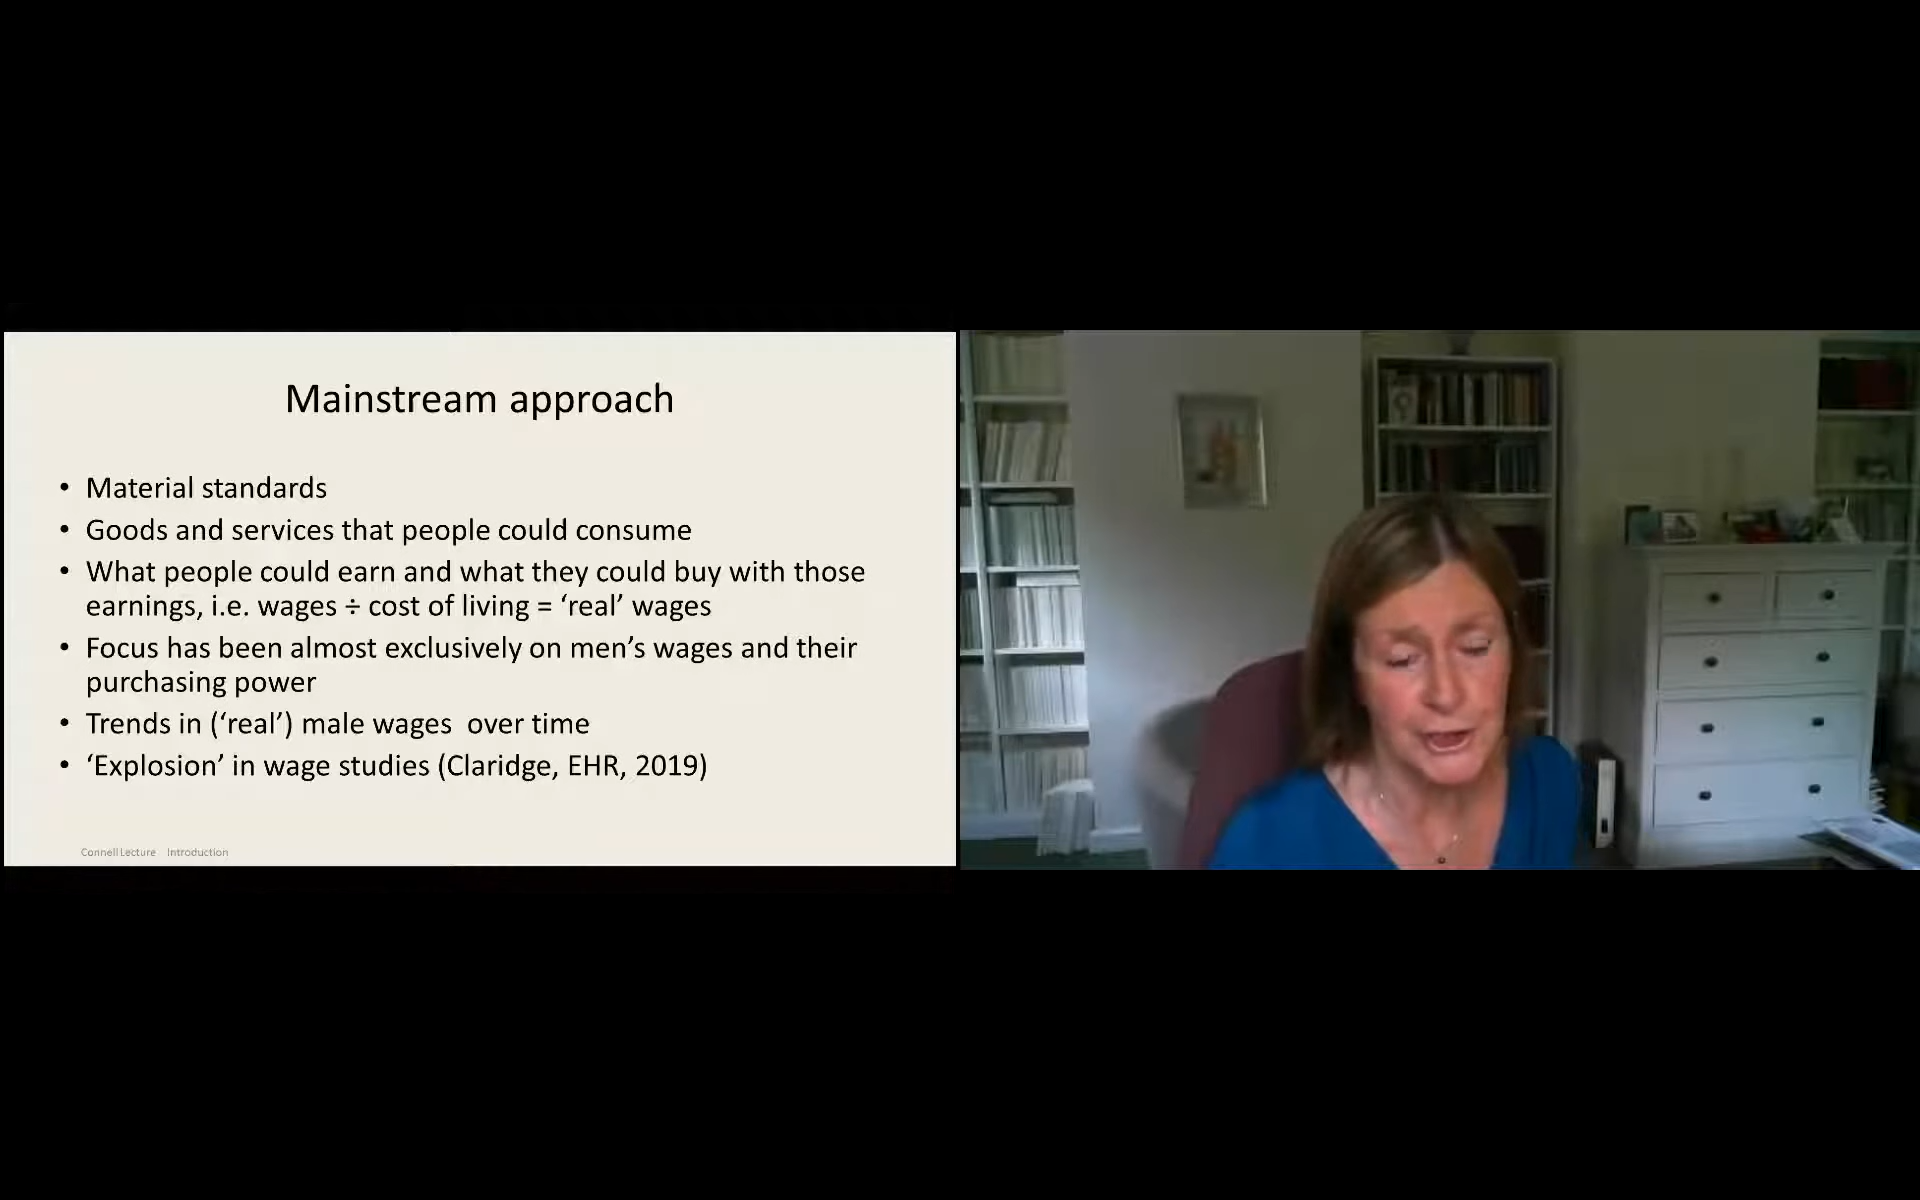 Mainstream approach
• Material standards
• Goods and services that people could consume
• What people could earn and what they could buy with those
earnings, i.e. wages ÷ cost of living = ‘real’ wages
• Focus has been almost exclusively on men’s wages and their
purchasing power
• Trends in (‘real’) male wages  over time
• ‘Explosion’ in wage studies (Claridge, EHR, 2019)
Connell Lecture   Introduction